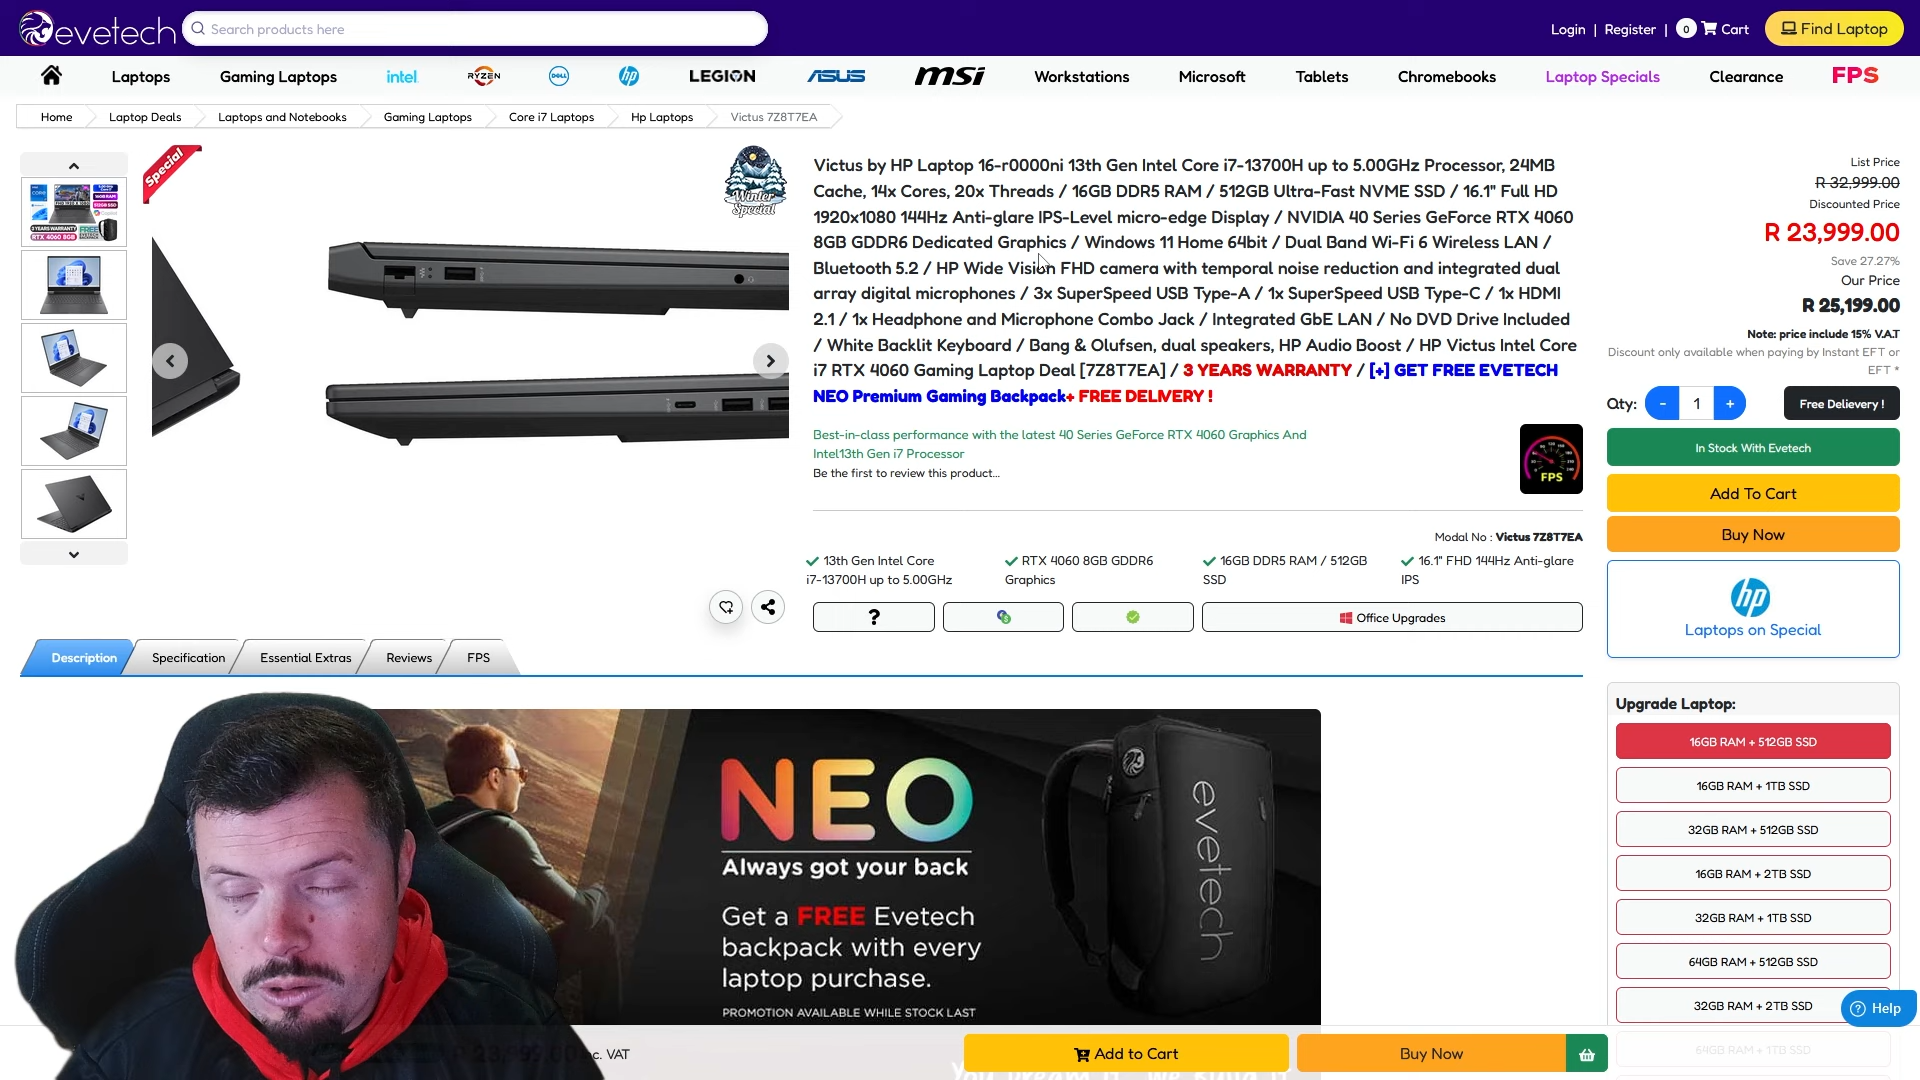 evetech
Search products here
Login | Register | 0 Cart
Find Laptop
Laptops
Gaming Laptops
intel
RYZEN
DELL
hp
LEGION
ASUS
msi
Workstations
Microsoft
Tablets
Chromebooks
Laptop Specials
Clearance
FPS
Home
Laptop Deals
Laptops and Notebooks
Gaming Laptops
Core i7 Laptops
Hp Laptops
Victus 7Z8T7EA
Special
Winter
Special
Victus by HP Laptop 16-r0000ni 13th Gen Intel Core i7-13700H up to 5.00GHz Processor, 24MB
Cache, 14x Cores, 20x Threads / 16GB DDR5 RAM / 512GB Ultra-Fast NVME SSD / 16.1" Full HD
1920x1080 144Hz Anti-glare IPS-Level micro-edge Display / NVIDIA 40 Series GeForce RTX 4060
8GB GDDR6 Dedicated Graphics / Windows 11 Home 64bit / Dual Band Wi-Fi 6 Wireless LAN /
Bluetooth 5.2 / HP Wide Vision FHD camera with temporal noise reduction and integrated dual
array digital microphones / 3x SuperSpeed USB Type-A / 1x SuperSpeed USB Type-C / 1x HDMI
2.1 / 1x Headphone and Microphone Combo Jack / Integrated GbE LAN / No DVD Drive Included
/ White Backlit Keyboard / Bang & Olufsen, dual speakers, HP Audio Boost / HP Victus Intel Core
i7 RTX 4060 Gaming Laptop Deal [7Z8T7EA] / 3 YEARS WARRANTY / [+] GET FREE EVETECH
NEO Premium Gaming Backpack+ FREE DELIVERY !
Best-in-class performance with the latest 40 Series GeForce RTX 4060 Graphics And
Intel13th Gen i7 Processor
Be the first to review this product...
FPS
Modal No : Victus 7Z8T7EA
13th Gen Intel Core
i7-13700H up to 5.00GHz
RTX 4060 8GB GDDR6
Graphics
16GB DDR5 RAM / 512GB
SSD
16.1" FHD 144Hz Anti-glare
IPS
?
Office Upgrades
List Price
R 32,999.00
Discounted Price
R 23,999.00
Save 27.27%
Our Price
R 25,199.00
Note: price include 15% V.A.T
Discount only available when paying by Instant EFT or
EFT *
Qty: - 1 +
Free Delievery !
In Stock With Evetech
Add To Cart
Buy Now
hp
Laptops on Special
Upgrade Laptop:
16GB RAM + 512GB SSD
16GB RAM + 1TB SSD
32GB RAM + 512GB SSD
16GB RAM + 2TB SSD
32GB RAM + 1TB SSD
64GB RAM + 512GB SSD
32GB RAM + 2TB SSD
64GB RAM + 1TB SSD
Help
Description
Specification
Essential Extras
Reviews
FPS
NEO
Always got your back
Get a FREE Evetech
backpack with every
laptop purchase.
PROMOTION AVAILABLE WHILE STOCK LAST
evetech
VAT
Add to Cart
Buy Now